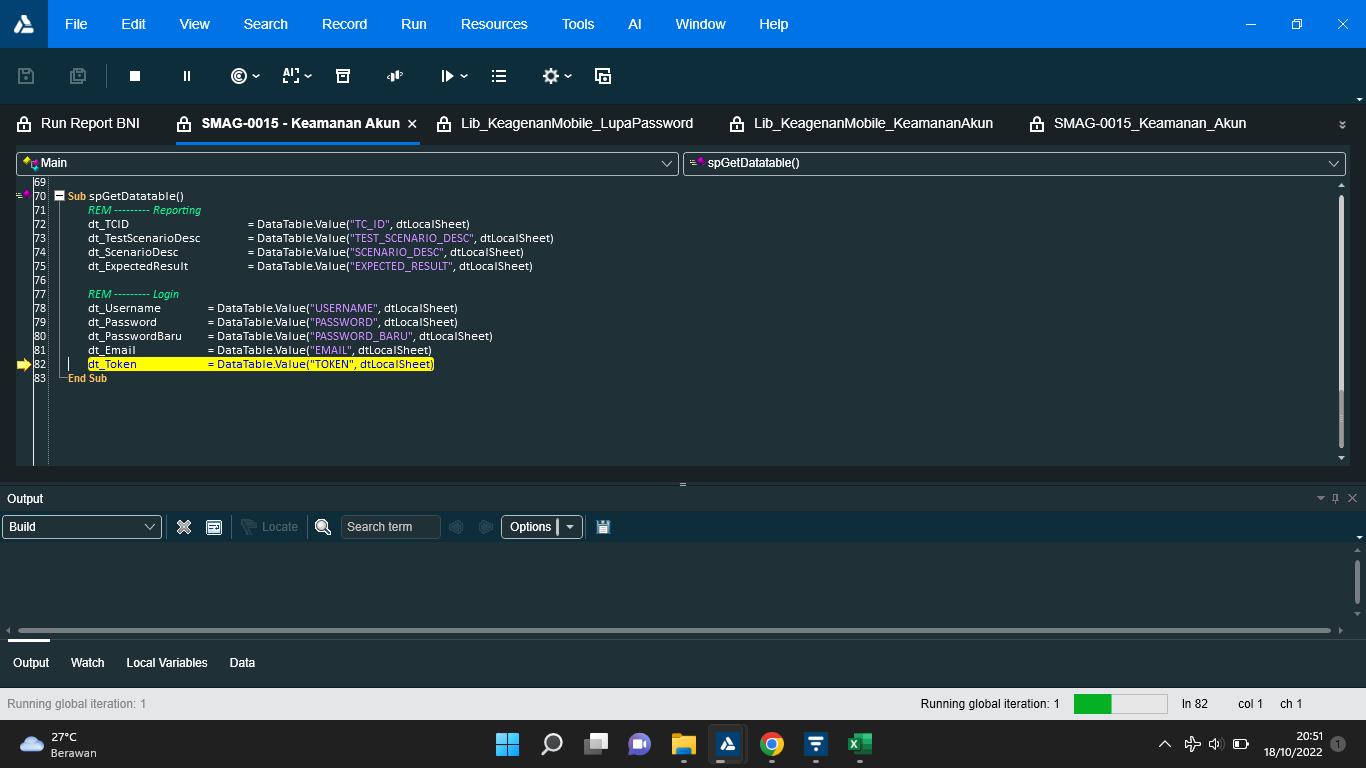 File Edit View Search Record Run Resources Tools AI Window Help
Run Report BNI SMAG-0015 - Keamanan Akun Lib_KeagenanMobile_LupaPassword Lib_KeagenanMobile_KeamananAkun SMAG-0015_Keamanan_Akun
Main spGetDatatable()
69
70 Sub spGetDatatable()
71 REM --------- Reporting
72 dt_TCID = DataTable.Value("TC_ID", dtLocalSheet)
73 dt_TestScenarioDesc = DataTable.Value("TEST_SCENARIO_DESC", dtLocalSheet)
74 dt_ScenarioDesc = DataTable.Value("SCENARIO_DESC", dtLocalSheet)
75 dt_ExpectedResult = DataTable.Value("EXPECTED_RESULT", dtLocalSheet)
76
77 REM --------- Login
78 dt_Username = DataTable.Value("USERNAME", dtLocalSheet)
79 dt_Password = DataTable.Value("PASSWORD", dtLocalSheet)
80 dt_PasswordBaru = DataTable.Value("PASSWORD_BARU", dtLocalSheet)
81 dt_Email = DataTable.Value("EMAIL", dtLocalSheet)
82 dt_Token = DataTable.Value("TOKEN", dtLocalSheet)
83 End Sub
Output
Build Locate Search term Options
Output Watch Local Variables Data
Running global iteration: 1 Running global iteration: 1 ln 82 col 1 ch 1
27°C
Berawan
20:51
18/10/2022 1